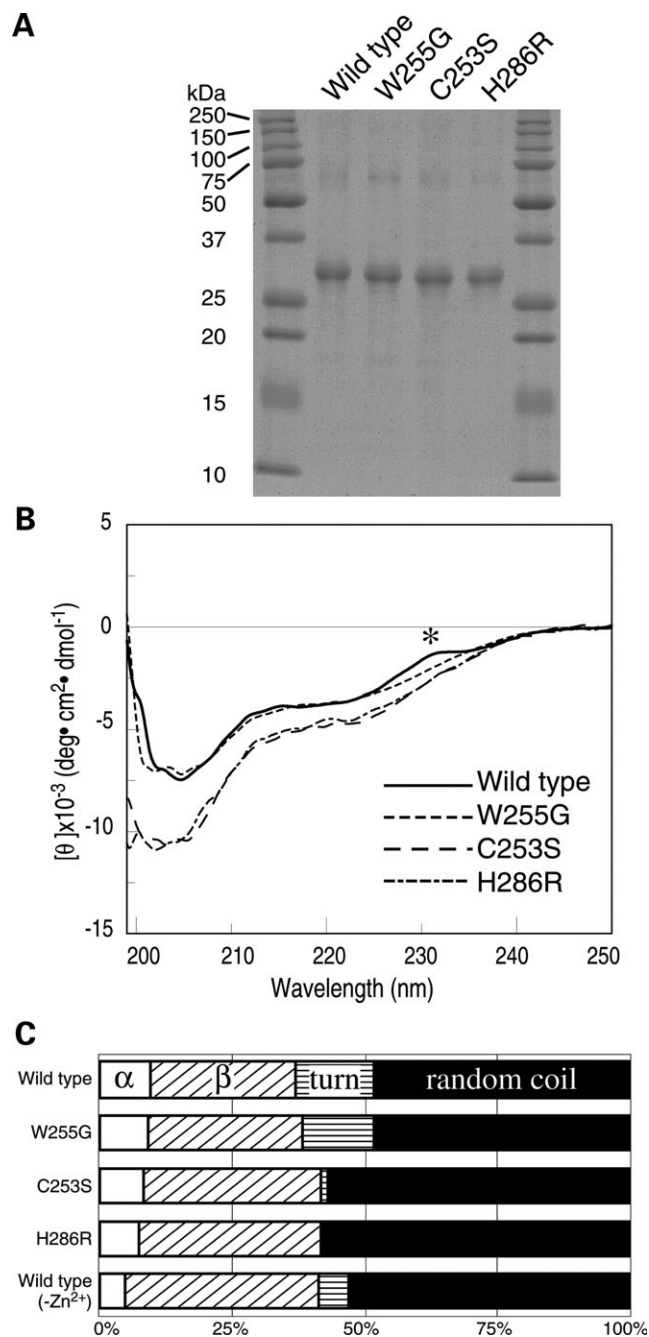 A
Wild type
W255G
C253S
H286R
kDa
250
150
100
75
50
37
25
20
15
10
B
5
0
-5
-10
-15
[θ]x10⁻³ (deg• cm²• dmol⁻¹)
*
Wild type
W255G
C253S
H286R
200 210 220 230 240 250
Wavelength (nm)
C
Wild type α β turn random coil
W255G
C253S
H286R
Wild type
(-Zn²⁺)
0% 25% 50% 75% 100%